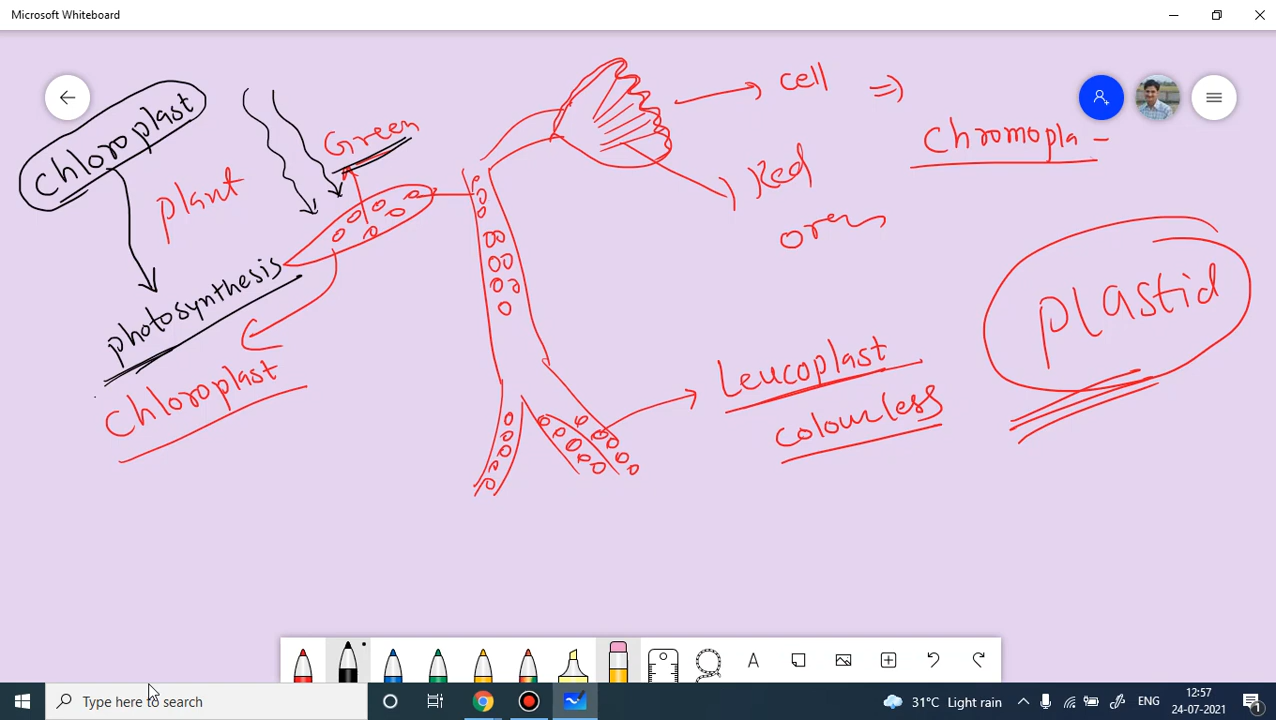 Microsoft Whiteboard
Chloroplast
plant
Green
photosynthesis
Chloroplast
cell
Chromopla-
Red
plastid
Leucoplast
colourless
Type here to search
A
31°C Light rain
ENG
12:57
24-07-2021
1